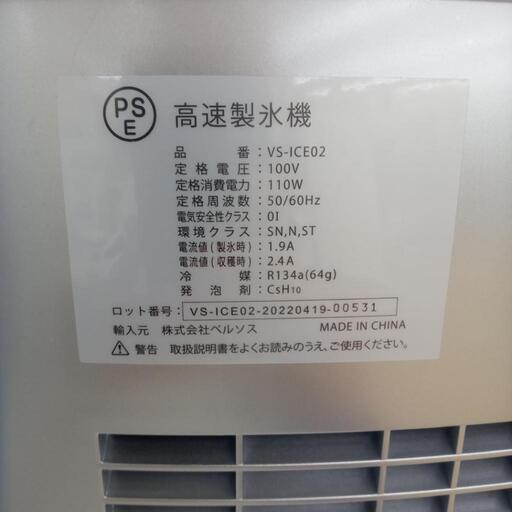 PSE
高速製氷機
品番：VS-ICE02
定格電圧：100V
定格消費電力：110W
定格周波数：50/60Hz
電気安全性クラス：0I
環境クラス：SN,N,ST
電流値(製氷時)：1.9A
電流値(収穫時)：2.4A
冷媒：R134a(64g)
発泡剤：CsH10
ロット番号：VS-ICE02-20220419-00531
輸入元 株式会社ベルソス MADE IN CHINA
警告 取扱説明書をよくお読みのうえ、ご使用ください。